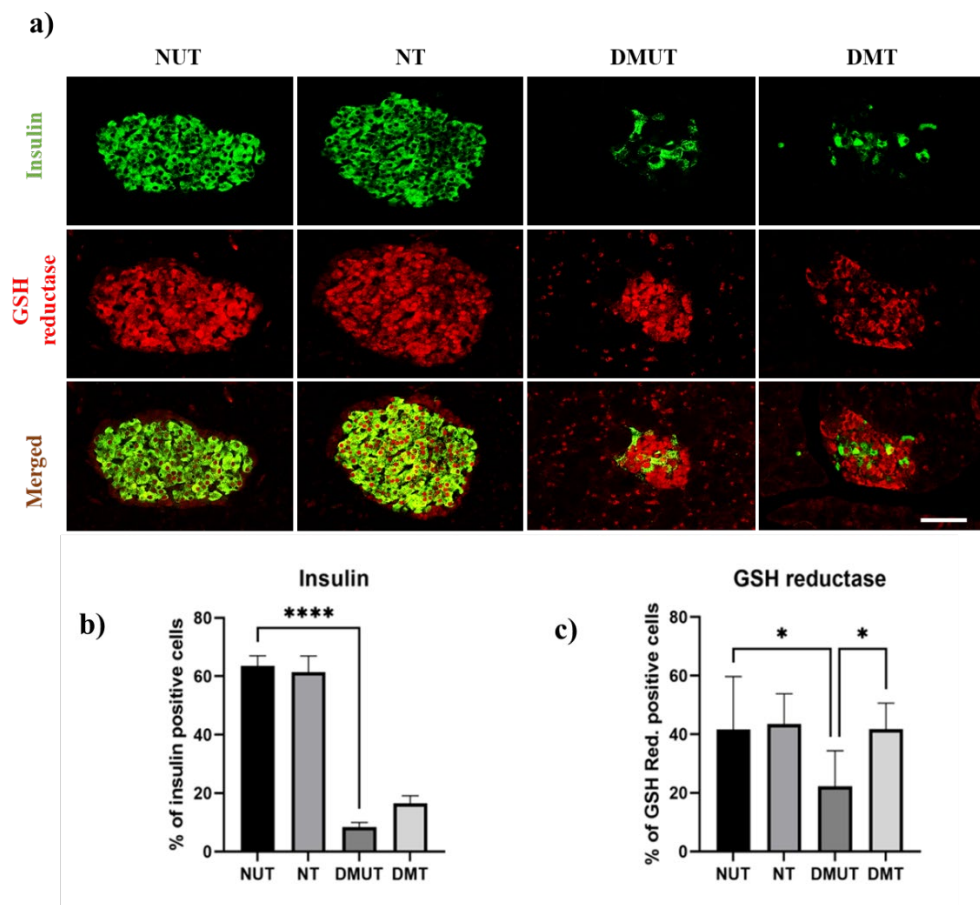 a)
NUT NT DMUT DMT
Insulin
GSH
reductase
Merged
b)
Insulin
****
% of insulin positive cells
80
60
40
20
0
NUT NT DMUT DMT
c)
GSH reductase
* *
% of GSH Red. positive cells
80
60
40
20
0
NUT NT DMUT DMT